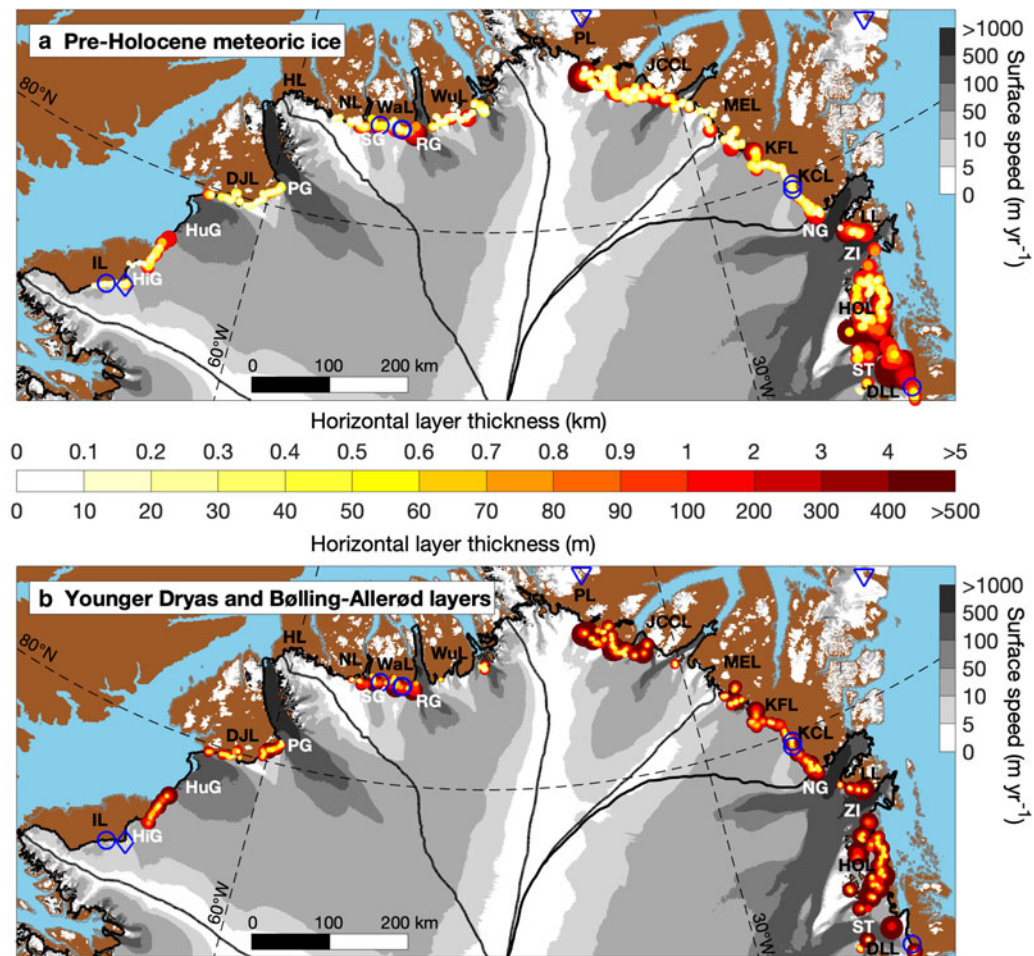 a Pre-Holocene meteoric ice
PL
JCCL
>1000
500
100
50
10
5
0
Surface speed (m yr⁻¹)
80°N
HL
NL
WaL
WuL
SG
RG
MEL
KFL
KCL
DJL
PG
HuG
NG
LL
ZI
IL
HiG
HOL
60°W
30°W
ST
DLL
0 100 200 km
Horizontal layer thickness (km)
0 0.1 0.2 0.3 0.4 0.5 0.6 0.7 0.8 0.9 1 2 3 4 >5
0 10 20 30 40 50 60 70 80 90 100 200 300 400 >500
Horizontal layer thickness (m)
b Younger Dryas and Bølling-Allerød layers
PL
JCCL
>1000
500
100
50
10
5
0
Surface speed (m yr⁻¹)
80°N
HL
NL
WaL
WuL
SG
RG
MEL
KFL
KCL
DJL
PG
HuG
NG
LL
ZI
IL
HiG
HOL
60°W
30°W
ST
DLL
0 100 200 km